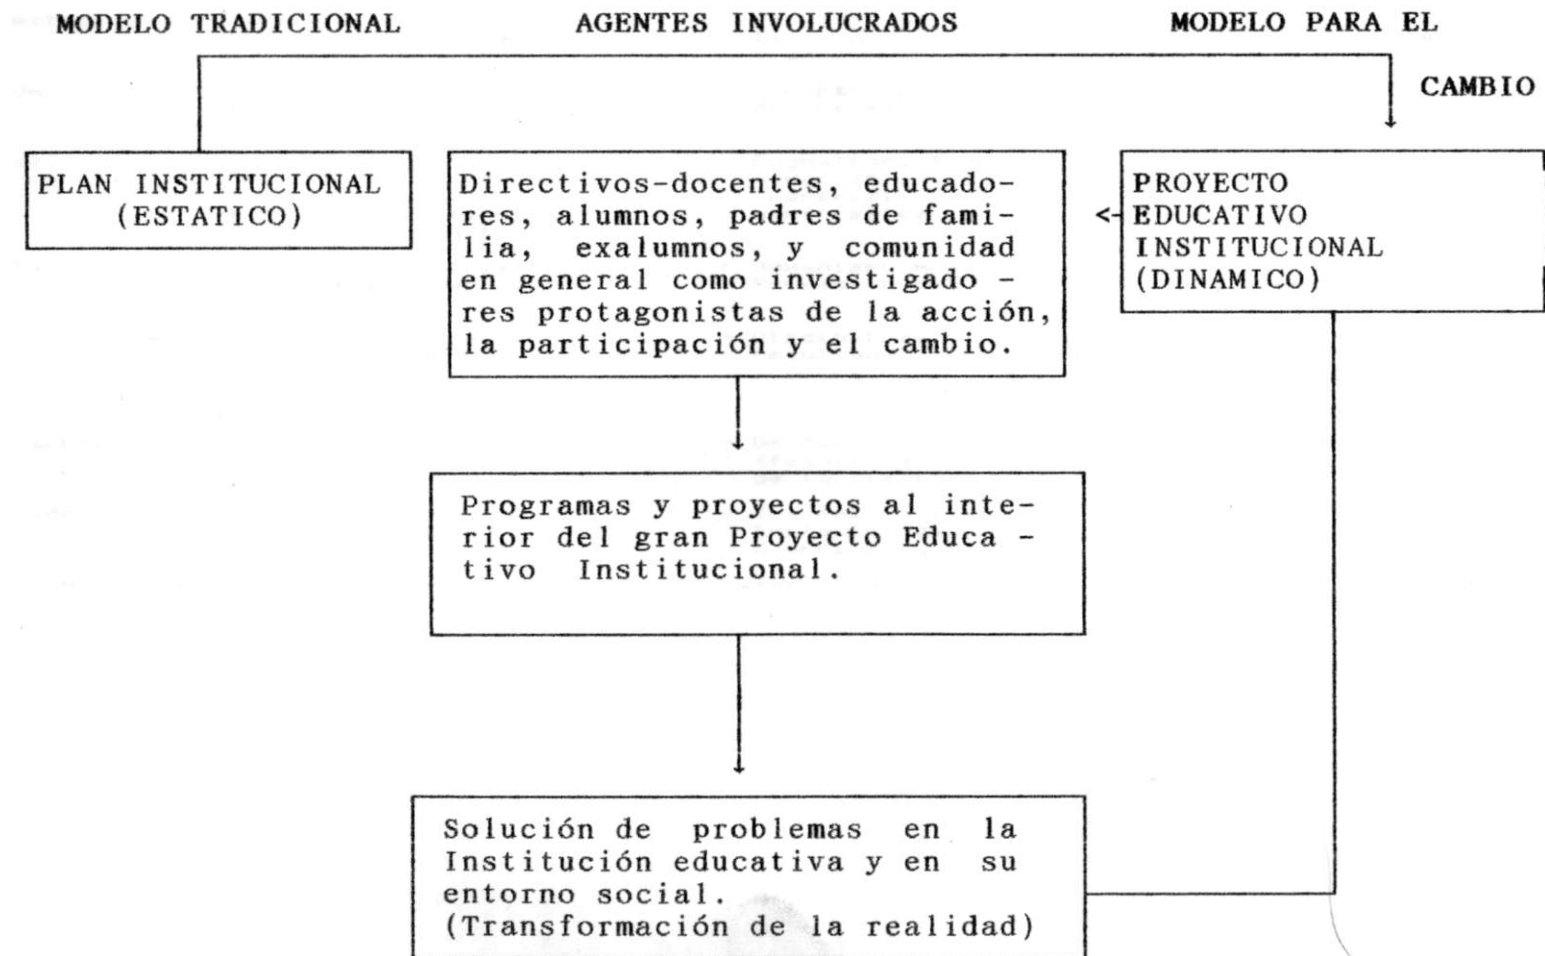 MODELO TRADICIONAL
AGENTES INVOLUCRADOS
MODELO PARA EL
CAMBIO
PLAN INSTITUCIONAL
(ESTATICO)
Directivos-docentes, educado-
res, alumnos, padres de fami-
lia, exalumnos, y comunidad
en general como investigado -
res protagonistas de la acción,
la participación y el cambio.
PROYECTO
EDUCATIVO
INSTITUCIONAL
(DINAMICO)
Programas y proyectos al inte-
rior del gran Proyecto Educa -
tivo Institucional.
Solución de problemas en la
Institución educativa y en su
entorno social.
(Transformación de la realidad)